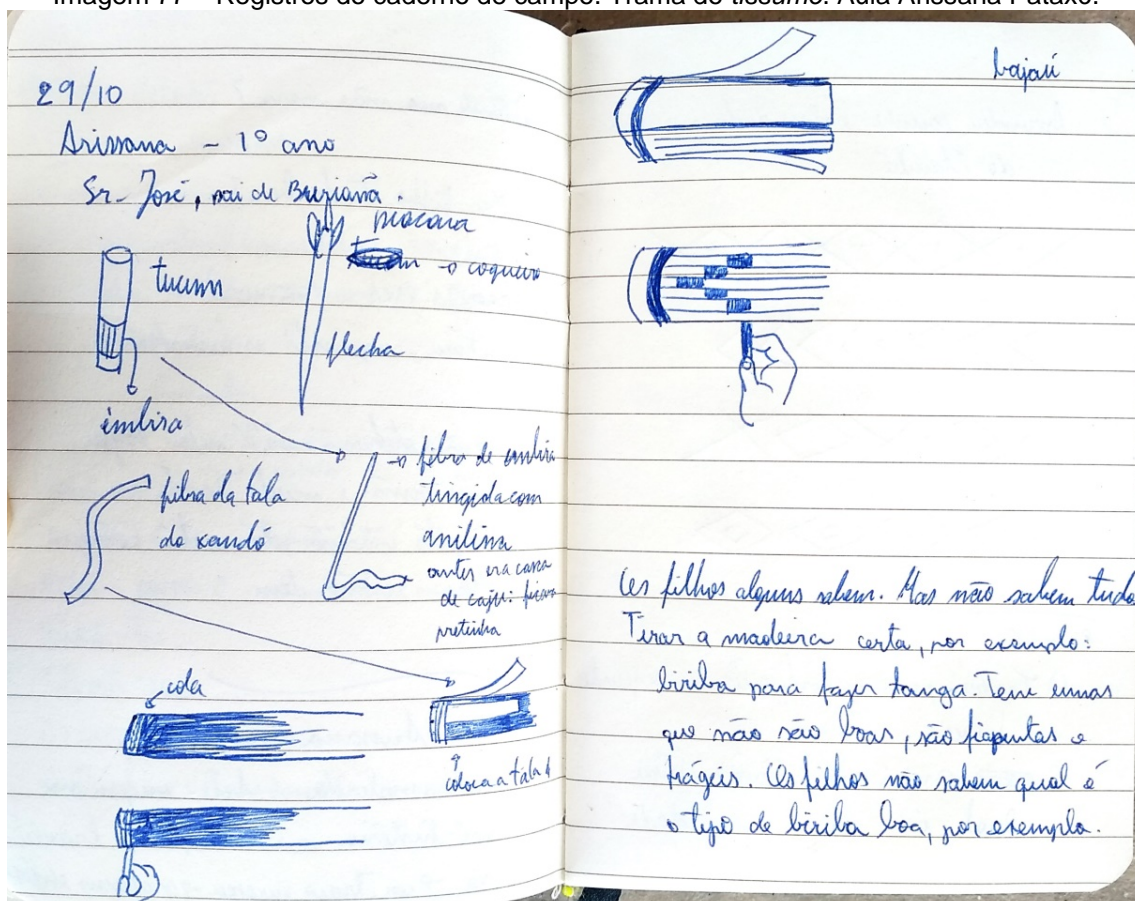 Imagem 77 – Registros do caderno de campo. Trama do tissume. Aula Arissana Pataxó.
29/10
Arissana - 1º ano
Sr. José, pai de
piaçava
→ coqueiro
tucum
flecha
êmbira
fibra da tala
do xandó
→ fibra de embira
tingida com
anilina
antes era casca
de caju: ficava
pretinha
cola
coloca a tala
bajaú
Os filhos alguns sabem. Mas não sabem tudo
Tirar a madeira certa, por exemplo:
biriba para fazer tanga. Tem umas
que não são boas, são fiapentas e
frágeis. Os filhos não sabem qual é
o tipo de biriba boa, por exemplo.